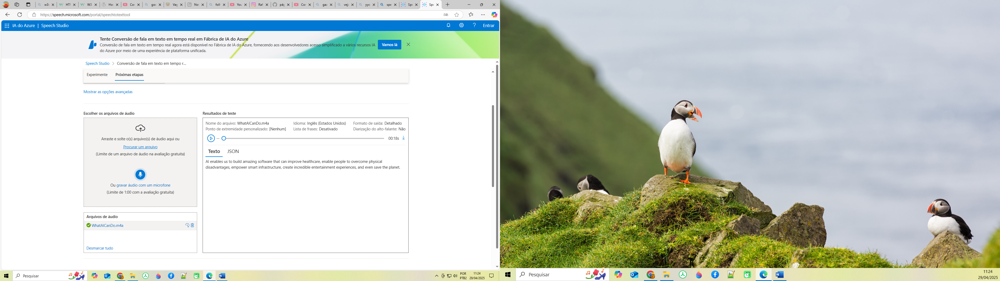 w3s
HTI
W3
Ho:
Cor
goc
Vag
No
foll
You
Raf
pág
Cor
gaz
veja
yyo
spe
Spe
Spe
https://speech.microsoft.com/portal/speechtotexttool
IA do Azure | Speech Studio
Entrar
Tente Conversão de fala em texto em tempo real em Fábrica de IA do Azure
Conversão de fala em texto em tempo real agora está disponível no Fábrica de IA do Azure, fornecendo aos desenvolvedores acesso simplificado a vários recursos IA
do Azure por meio de uma experiência de plataforma unificada.
Vamos lá
Speech Studio > Conversão de fala em texto em tempo r...
Experimente Próximas etapas
Mostrar as opções avançadas
Escolher os arquivos de áudio
Arraste e solte o(s) arquivo(s) de áudio aqui ou
Procurar um arquivo
(Limite de um arquivo de áudio na avaliação gratuita)
Ou gravar áudio com um microfone
(Limite de 1:00 com a avaliação gratuita)
Arquivos de áudio
WhatAICanDo.m4a
Desmarcar tudo
Resultados de teste
Nome do arquivo: WhatAICanDo.m4a Idioma: Inglês (Estados Unidos) Formato de saída: Detalhado
Ponto de extremidade personalizado: [Nenhum] Lista de frases: Desativado Diarização do alto-falante: Não
-- 00:18s
Texto JSON
AI enables us to build amazing software that can improve healthcare, enable people to overcome physical
disadvantages, empower smart infrastructure, create incredible entertainment experiences, and even save the planet.
Pesquisar
POR
PTB2
11:24
29/04/2025
Pesquisar
11:24
29/04/2025